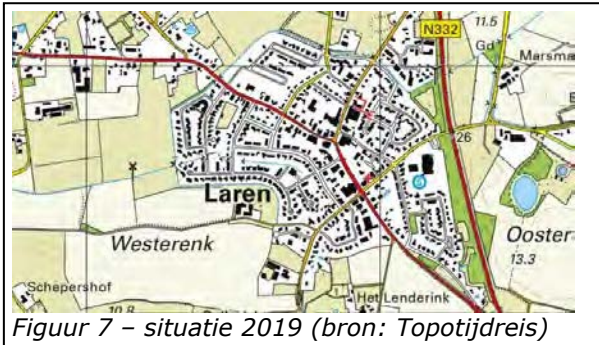 N332
11.5
Gd
Marsma
26
Laren
Westerenk
Ooster
13.3
Schepershof
10.8
Het Lenderink
Figuur 7 – situatie 2019 (bron: Topotijdreis)